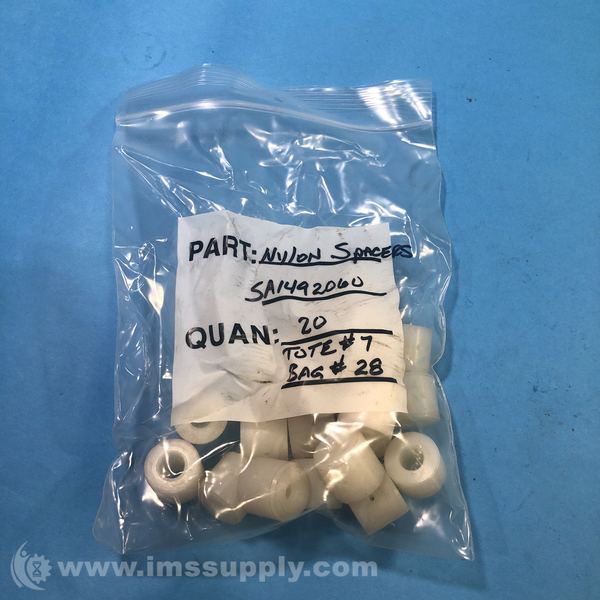 PART: NYLON SPACERS
SA1492060
QUAN: 20
TOTE # 7
BAG # 28
www.imssupply.com